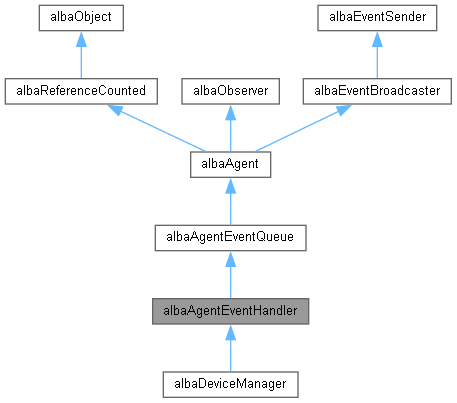 albaObject
albaEventSender
albaReferenceCounted
albaObserver
albaEventBroadcaster
albaAgent
albaAgentEventQueue
albaAgentEventHandler
albaDeviceManager